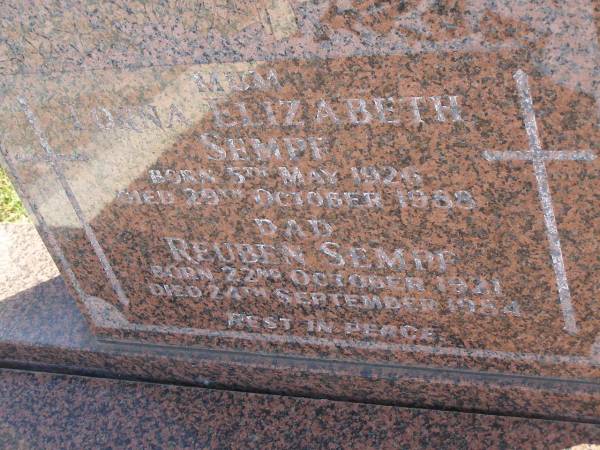 MUM
LORNA ELIZABETH
SEMPF
BORN 5TH MAY 1926
DIED 29TH OCTOBER 1988
DAD
REUBEN SEMPF
BORN 22ND OCTOBER 1921
DIED 24TH SEPTEMBER 1984
REST IN PEACE